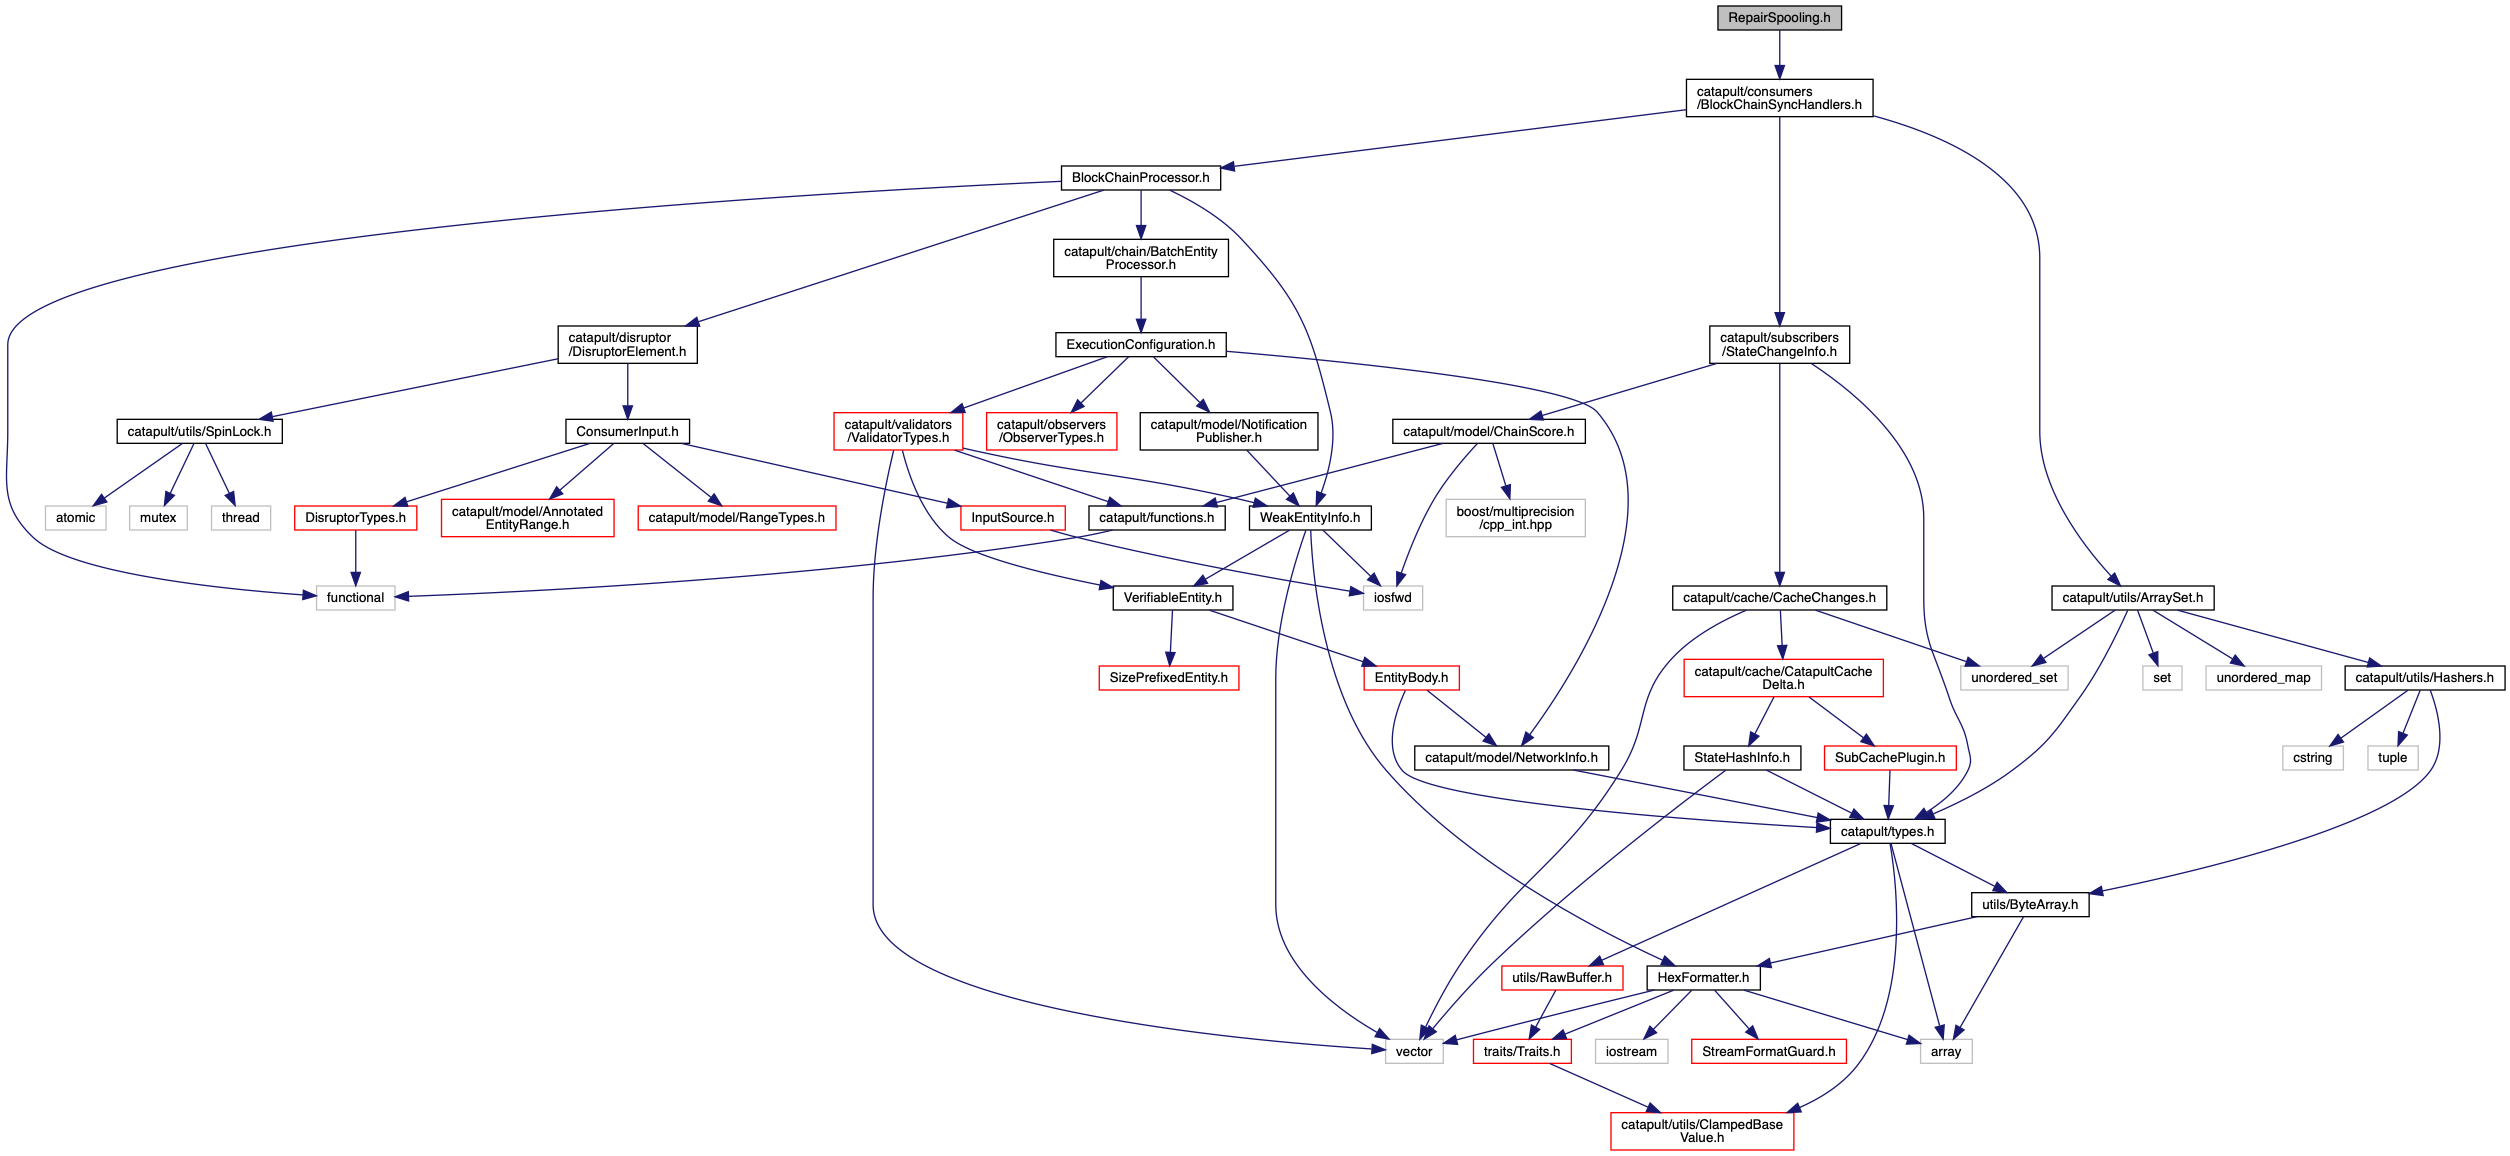 RepairSpooling.h
catapult/consumers
/BlockChainSyncHandlers.h
BlockChainProcessor.h
catapult/chain/BatchEntity
Processor.h
catapult/disruptor
/DisruptorElement.h
ExecutionConfiguration.h
catapult/subscribers
/StateChangeInfo.h
catapult/utils/SpinLock.h
ConsumerInput.h
catapult/validators
/ValidatorTypes.h
catapult/observers
/ObserverTypes.h
catapult/model/Notification
Publisher.h
catapult/model/ChainScore.h
atomic
mutex
thread
DisruptorTypes.h
catapult/model/Annotated
EntityRange.h
catapult/model/RangeTypes.h
InputSource.h
catapult/functions.h
WeakEntityInfo.h
boost/multiprecision
/cpp_int.hpp
functional
VerifiableEntity.h
iosfwd
catapult/cache/CacheChanges.h
catapult/utils/ArraySet.h
SizePrefixedEntity.h
EntityBody.h
catapult/cache/CatapultCache
Delta.h
unordered_set
set
unordered_map
catapult/utils/Hashers.h
catapult/model/NetworkInfo.h
StateHashInfo.h
SubCachePlugin.h
cstring
tuple
catapult/types.h
utils/ByteArray.h
utils/RawBuffer.h
HexFormatter.h
vector
traits/Traits.h
iostream
StreamFormatGuard.h
array
catapult/utils/ClampedBase
Value.h